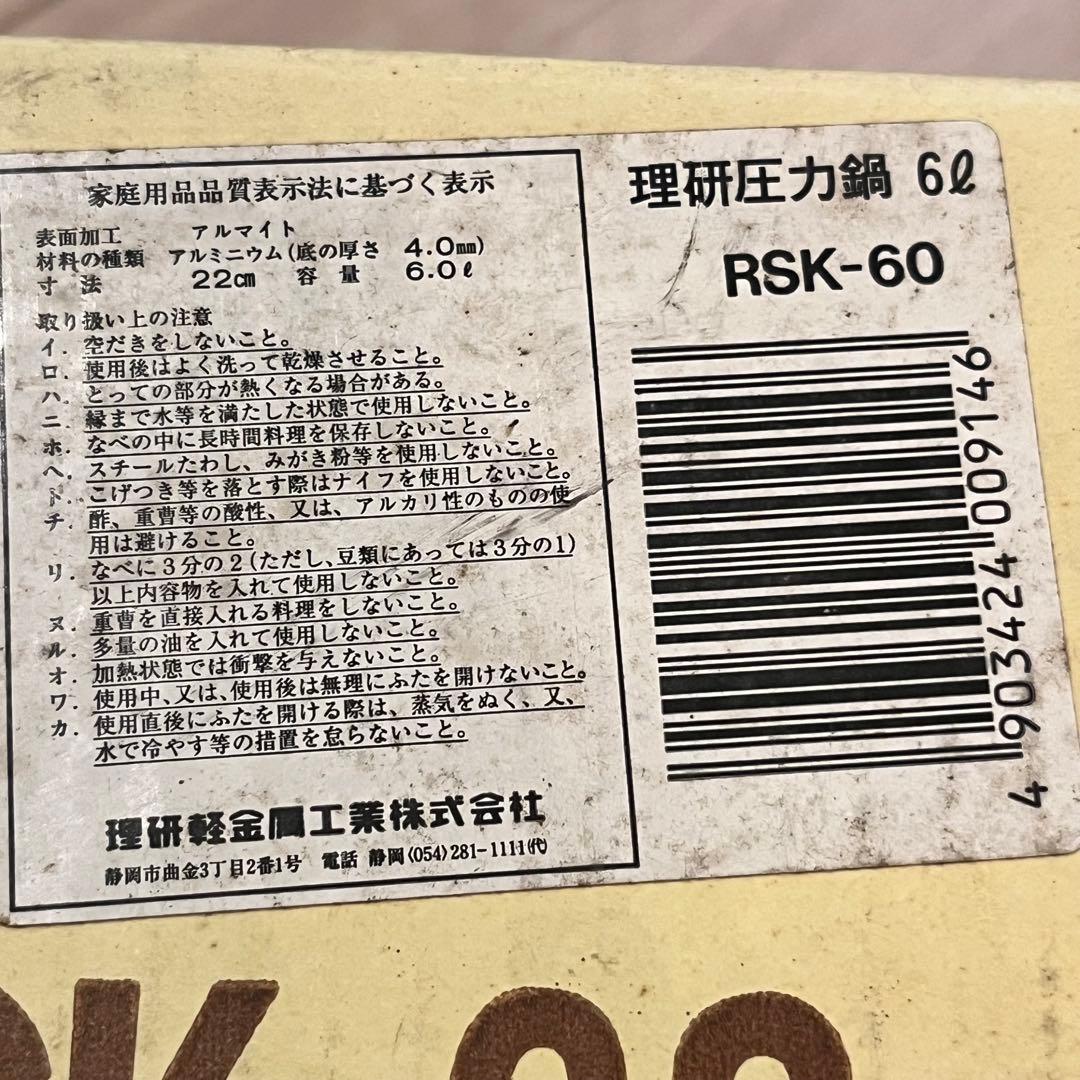 家庭用品品質表示法に基づく表示
表面加工 アルマイト
材料の種類 アルミニウム(底の厚さ 4.0㎜)
寸法 22㎝ 容量 6.0ℓ
取り扱い上の注意
イ. 空だきをしないこと。
ロ. 使用後はよく洗って乾燥させること。
ハ. とっての部分が熱くなる場合がある。
ニ. 縁まで水等を満たした状態で使用しないこと。
ホ. なべの中に長時間料理を保存しないこと。
ヘ. スチールたわし、みがき粉等を使用しないこと。
ト. こげつき等を落とす際はナイフを使用しないこと。
チ. 酢、重曹等の酸性、又は、アルカリ性のものの使
用は避けること。
リ. なべに3分の2(ただし、豆類にあっては3分の1)
以上内容物を入れて使用しないこと。
ヌ. 重曹を直接入れる料理をしないこと。
ル. 多量の油を入れて使用しないこと。
オ. 加熱状態では衝撃を与えないこと。
ワ. 使用中、又は、使用後は無理にふたを開けないこと。
カ. 使用直後にふたを開ける際は、蒸気をぬく、又、
水で冷やす等の措置を怠らないこと。
理研軽金属工業株式会社
静岡市曲金3丁目2番1号 電話 静岡(054)281-1111(代)
理研圧力鍋 6ℓ
RSK-60
4903424009146